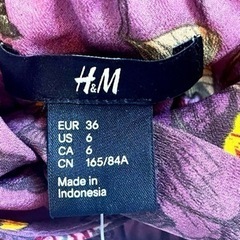 H&M
EUR 36
US 6
CA 6
CN 165/84A
Made in
Indonesia